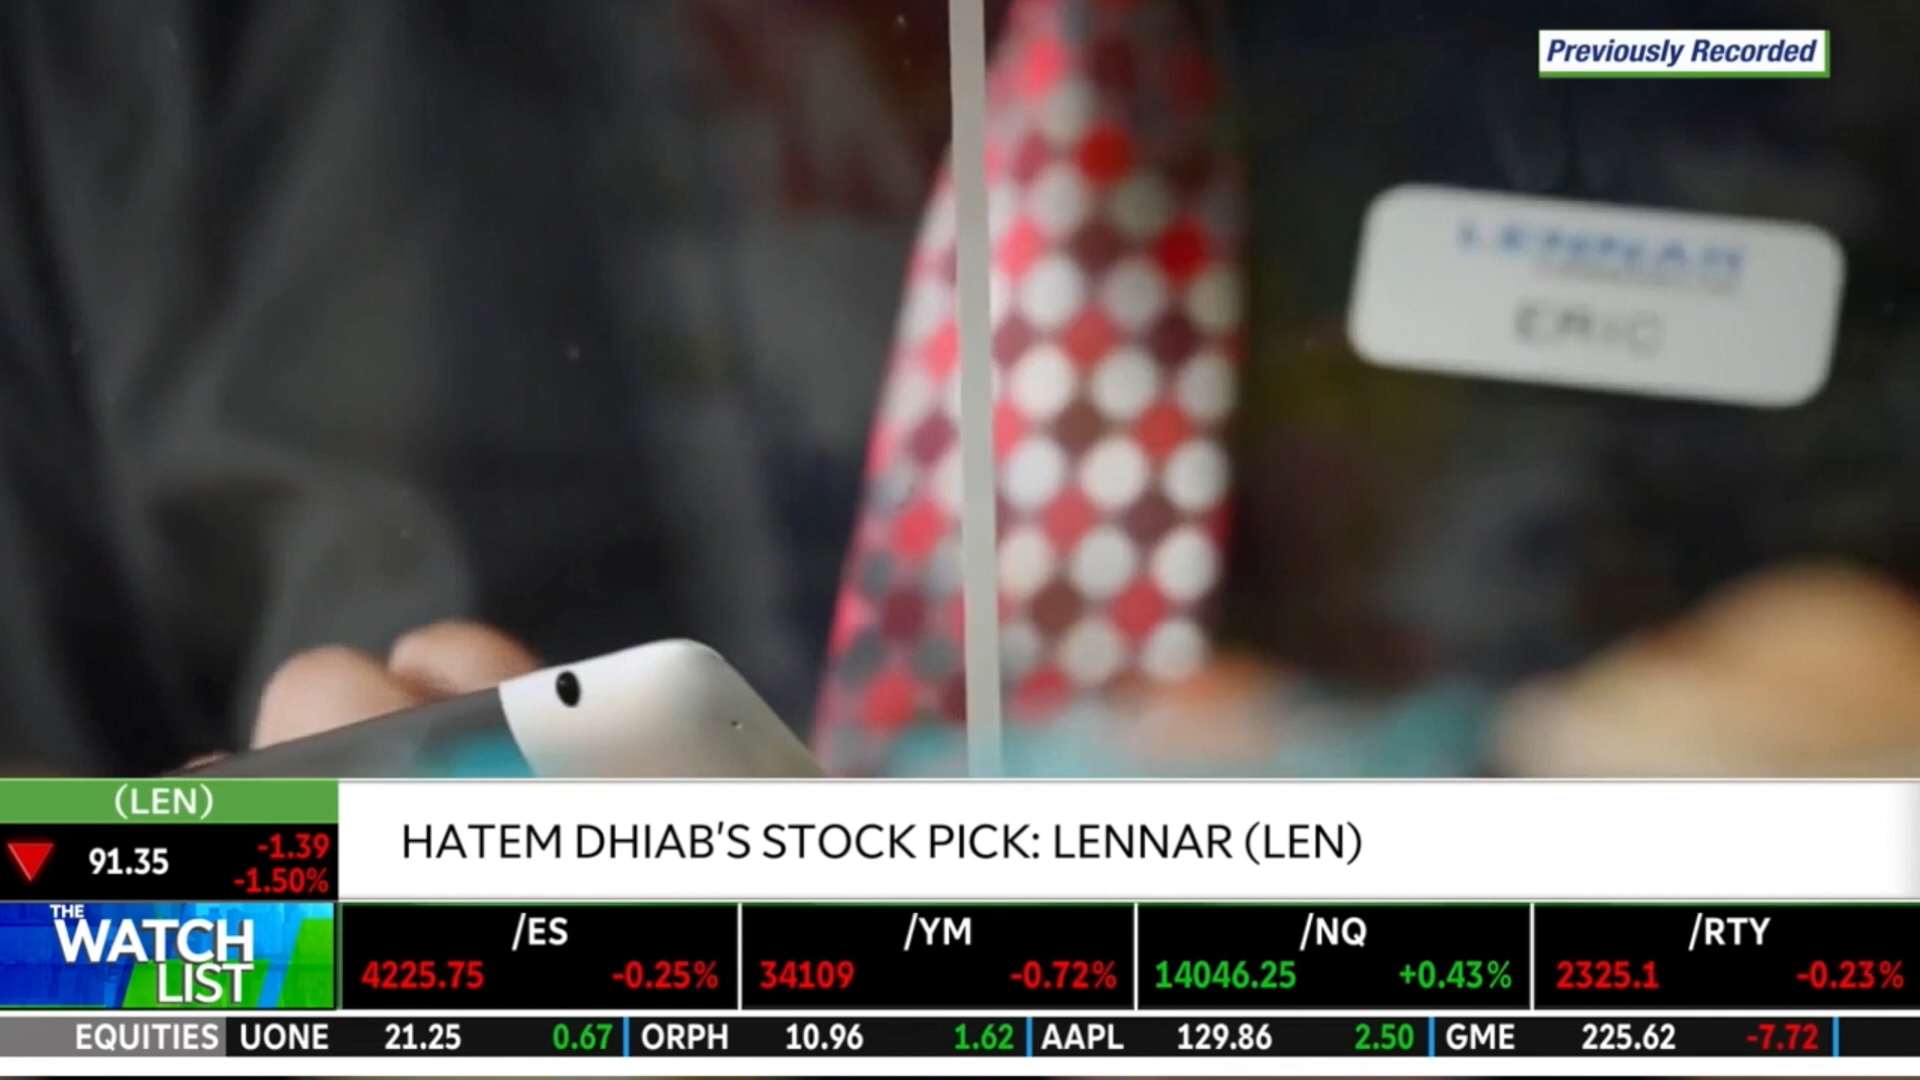 Previously Recorded
LENNAR
ERIC
(LEN)
91.35
-1.39
-1.50%
HATEM DHIAB'S STOCK PICK: LENNAR (LEN)
THE
WATCH
LIST
/ES
4225.75 -0.25%
/YM
34109 -0.72%
/NQ
14046.25 +0.43%
/RTY
2325.1 -0.23%
EQUITIES UONE 21.25 0.67 ORPH 10.96 1.62 AAPL 129.86 2.50 GME 225.62 -7.72